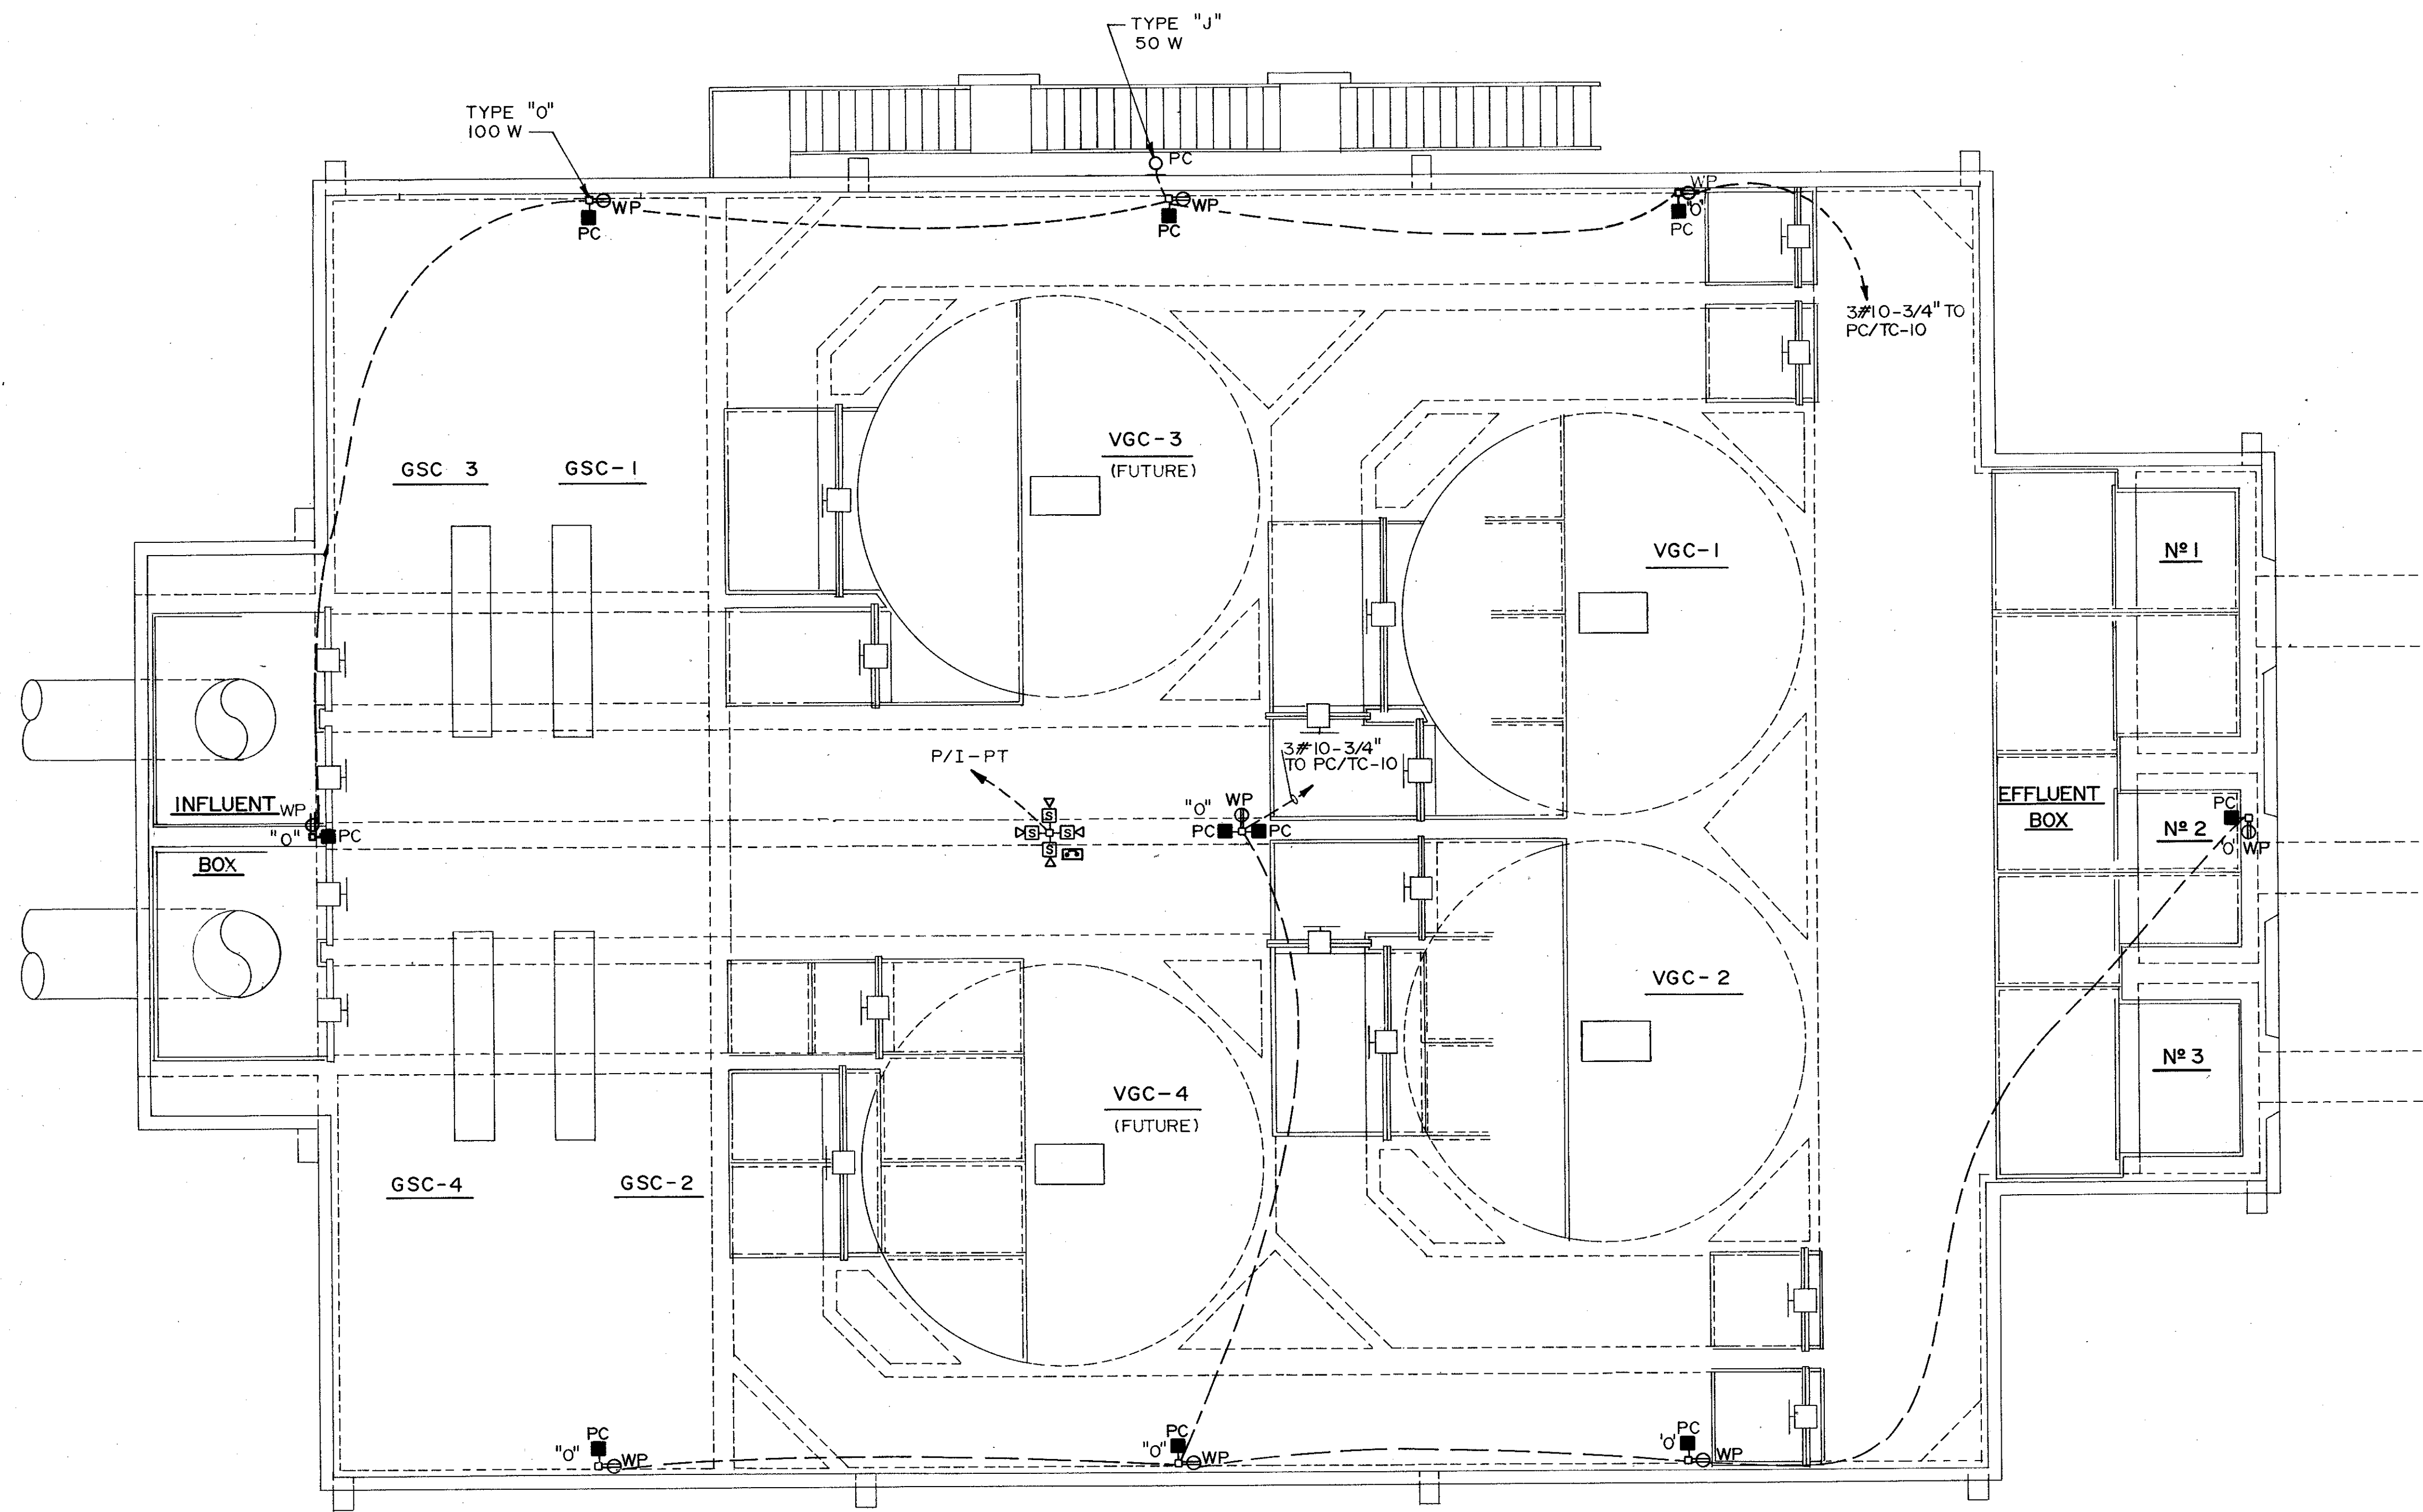 TYPE "J"
50 W
TYPE "O"
100 W
PC
WP
PC
WP
PC
WP
"O"
PC
3#10-3/4" TO
PC/TC-10
GSC 3
GSC-1
VGC-3
(FUTURE)
VGC-1
Nº 1
P/I-PT
3#10-3/4"
TO PC/TC-10
INFLUENT
WP
"O"
PC
BOX
S
S
S
S
"O"
WP
PC
PC
EFFLUENT
BOX
Nº 2
PC
'O'
WP
VGC-2
Nº 3
VGC-4
(FUTURE)
GSC-4
GSC-2
PC
"O"
WP
PC
"O"
WP
PC
'O'
WP